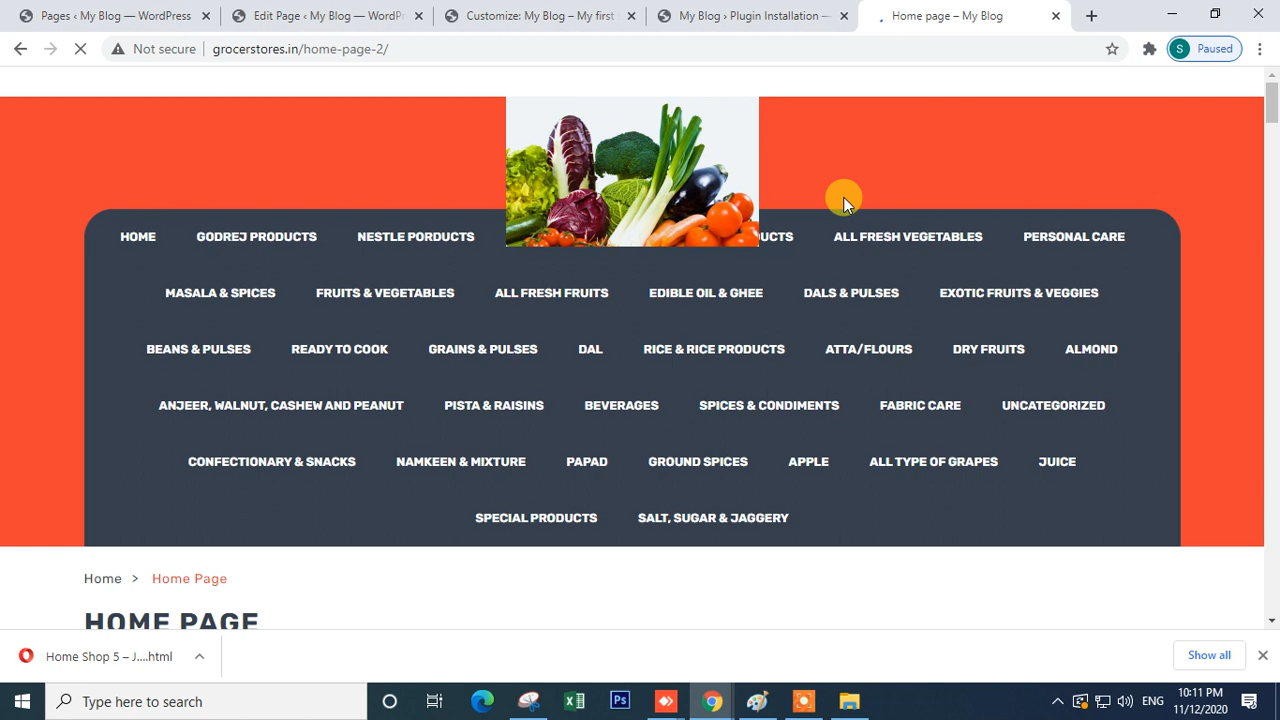 Pages ‹ My Blog — WordPress
Edit Page ‹ My Blog — WordPr
Customize: My Blog – My first
My Blog › Plugin Installation —
Home page – My Blog
Not secure
grocerstores.in/home-page-2/
S
Paused
HOME
GODREJ PRODUCTS
NESTLE PORDUCTS
UCTS
ALL FRESH VEGETABLES
PERSONAL CARE
MASALA & SPICES
FRUITS & VEGETABLES
ALL FRESH FRUITS
EDIBLE OIL & GHEE
DALS & PULSES
EXOTIC FRUITS & VEGGIES
BEANS & PULSES
READY TO COOK
GRAINS & PULSES
DAL
RICE & RICE PRODUCTS
ATTA/FLOURS
DRY FRUITS
ALMOND
ANJEER, WALNUT, CASHEW AND PEANUT
PISTA & RAISINS
BEVERAGES
SPICES & CONDIMENTS
FABRIC CARE
UNCATEGORIZED
CONFECTIONARY & SNACKS
NAMKEEN & MIXTURE
PAPAD
GROUND SPICES
APPLE
ALL TYPE OF GRAPES
JUICE
SPECIAL PRODUCTS
SALT, SUGAR & JAGGERY
Home > Home Page
HOME PAGE
Home Shop 5 – J....html
Show all
Type here to search
Ps
ENG
10:11 PM
11/12/2020